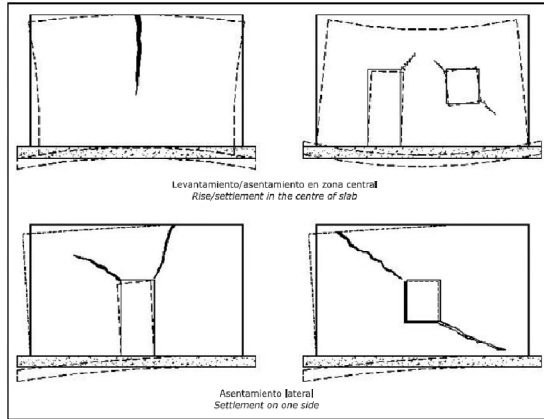 Levantamiento/asentamiento en zona central
Rise/settlement in the centre of slab
Asentamiento lateral
Settlement on one side